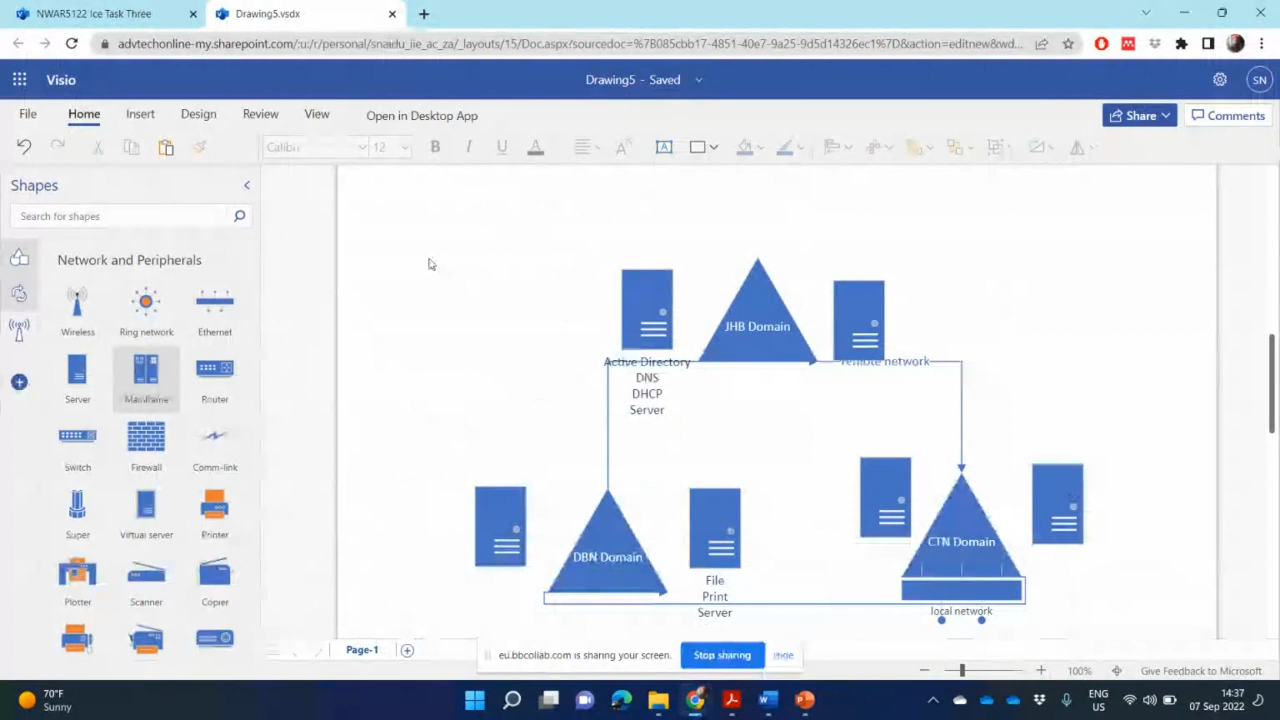 NWAR5122 Ice Task Three
Drawing5.vsdx
advtechonline-my.sharepoint.com/:u:/r/personal/snaidu_iie_ac_za/_layouts/15/Doc.aspx?sourcedoc=%7B085cbb17-4851-40e7-9a25-9d5d14326ec1%7D&action=editnew&wd...
Visio
Drawing5 - Saved
SN
File Home Insert Design Review View Open in Desktop App
Share Comments
Calibri 12 B I U A
Shapes
Search for shapes
Network and Peripherals
Wireless Ring network Ethernet
Server Mainframe Router
Switch Firewall Comm-link
Super Virtual server Printer
Plotter Scanner Copier
JHB Domain
Active Directory
DNS
DHCP
Server
remote network
DBN Domain
File
Print
Server
CTN Domain
local network
Page-1
eu.bbcollab.com is sharing your screen. Stop sharing Hide
100% Give Feedback to Microsoft
70°F
Sunny
ENG
US
14:37
07 Sep 2022